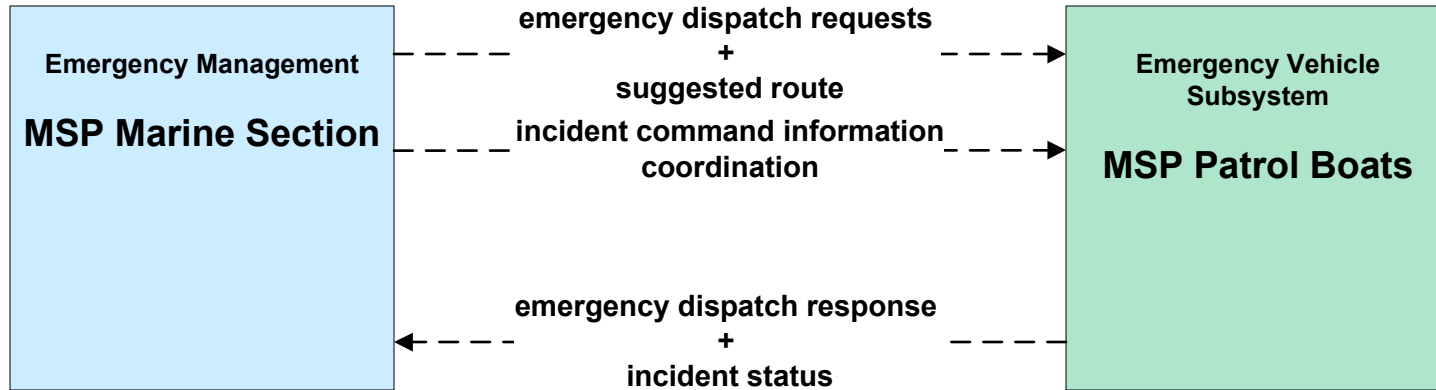 Emergency Management
MSP Marine Section
emergency dispatch requests
+
suggested route
incident command information
coordination
emergency dispatch response
+
incident status
Emergency Vehicle
Subsystem
MSP Patrol Boats